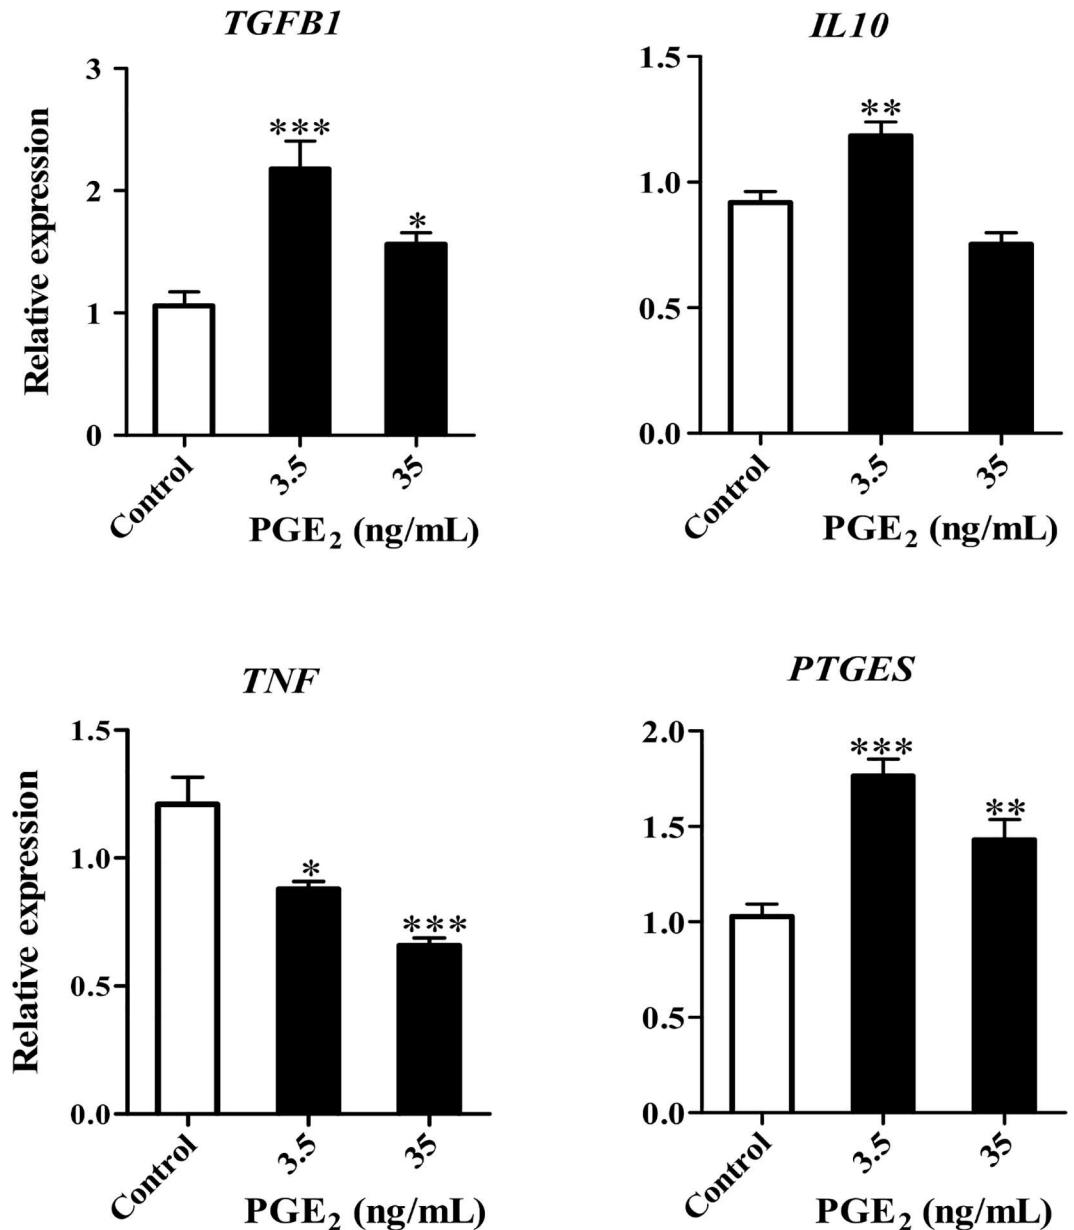 TGFB1
Relative expression
3
2
1
0
***
*
Control
3.5
35
PGE₂ (ng/mL)
IL10
1.5
1.0
0.5
0.0
**
Control
3.5
35
PGE₂ (ng/mL)
TNF
Relative expression
1.5
1.0
0.5
0.0
*
***
Control
3.5
35
PGE₂ (ng/mL)
PTGES
2.0
1.5
1.0
0.5
0.0
***
**
Control
3.5
35
PGE₂ (ng/mL)